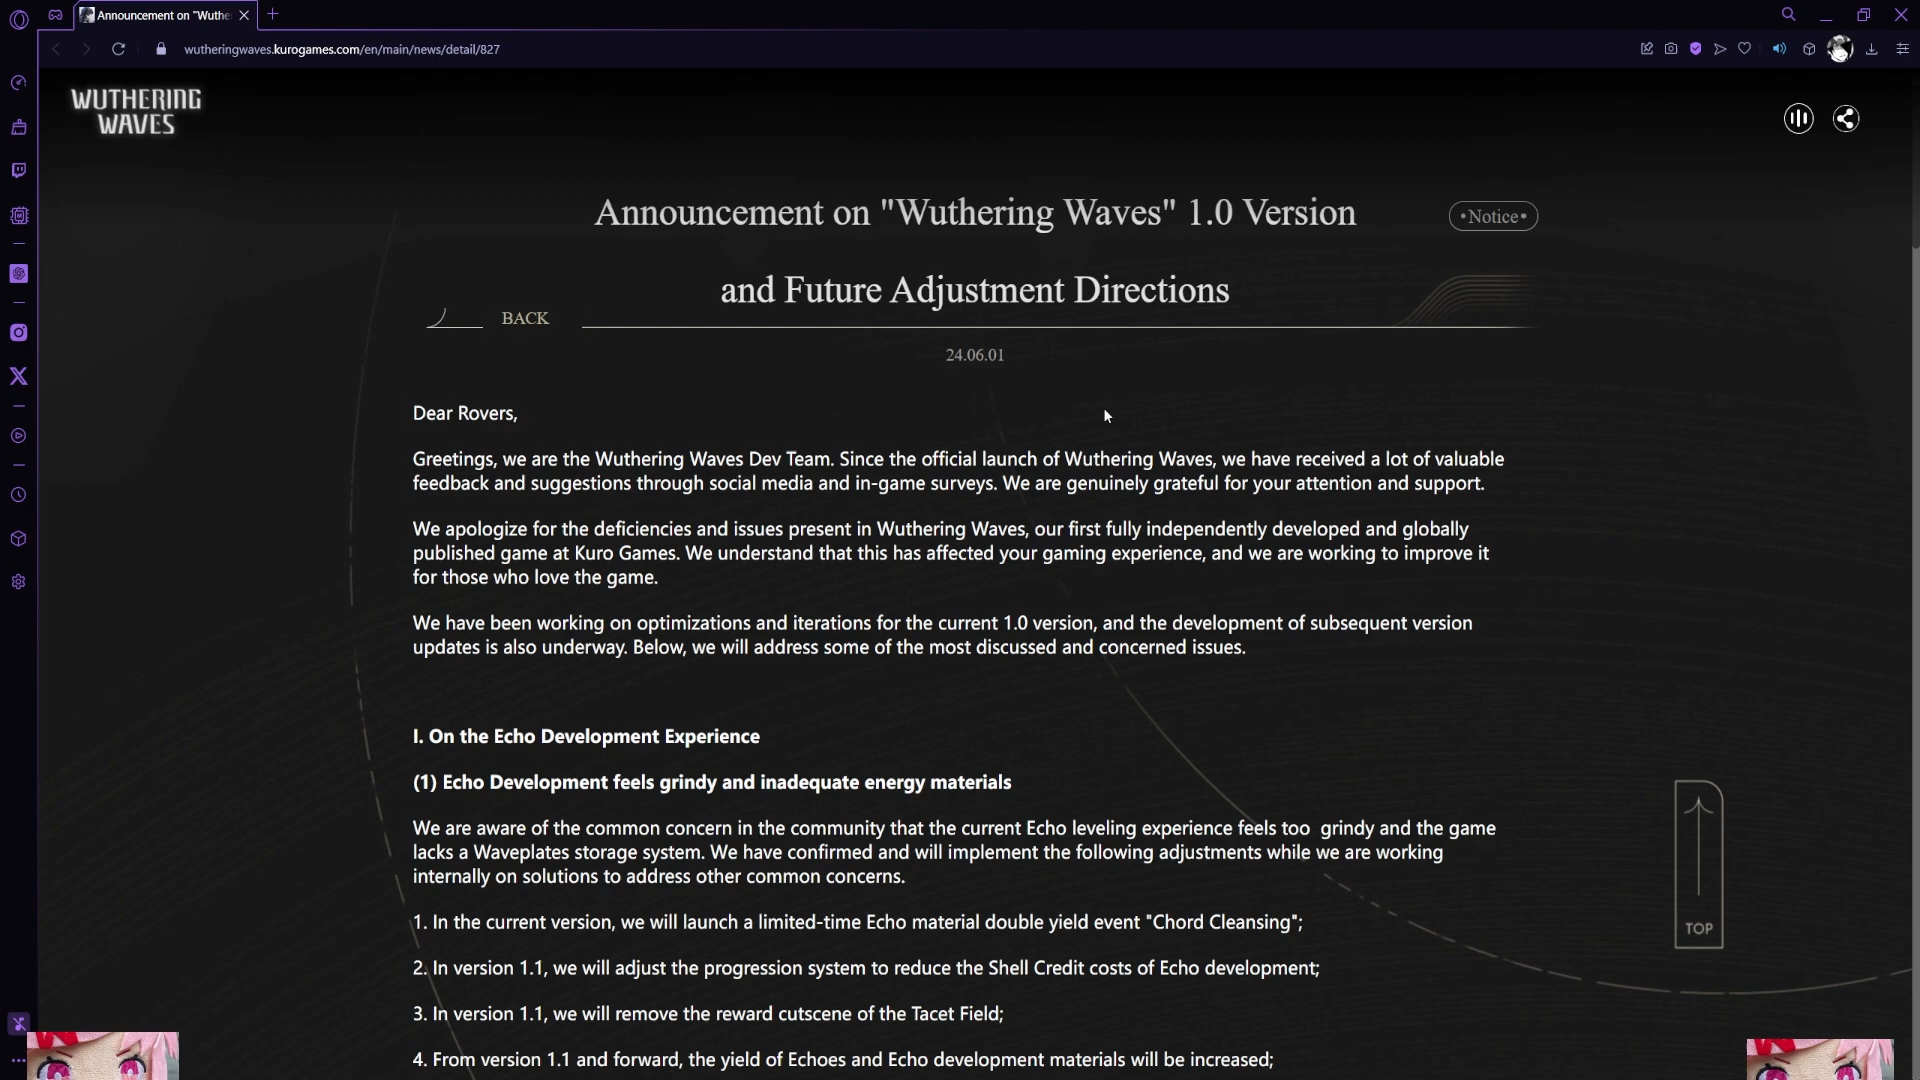 Announcement on "Wuthe
wutheringwaves.kurogames.com/en/main/news/detail/827
WUTHERING
WAVES
Announcement on "Wuthering Waves" 1.0 Version
•Notice•
and Future Adjustment Directions
BACK
24.06.01
Dear Rovers,
Greetings, we are the Wuthering Waves Dev Team. Since the official launch of Wuthering Waves, we have received a lot of valuable
feedback and suggestions through social media and in-game surveys. We are genuinely grateful for your attention and support.
We apologize for the deficiencies and issues present in Wuthering Waves, our first fully independently developed and globally
published game at Kuro Games. We understand that this has affected your gaming experience, and we are working to improve it
for those who love the game.
We have been working on optimizations and iterations for the current 1.0 version, and the development of subsequent version
updates is also underway. Below, we will address some of the most discussed and concerned issues.
I. On the Echo Development Experience
(1) Echo Development feels grindy and inadequate energy materials
We are aware of the common concern in the community that the current Echo leveling experience feels too grindy and the game
lacks a Waveplates storage system. We have confirmed and will implement the following adjustments while we are working
internally on solutions to address other common concerns.
1. In the current version, we will launch a limited-time Echo material double yield event "Chord Cleansing";
TOP
2. In version 1.1, we will adjust the progression system to reduce the Shell Credit costs of Echo development;
3. In version 1.1, we will remove the reward cutscene of the Tacet Field;
4. From version 1.1 and forward, the yield of Echoes and Echo development materials will be increased;